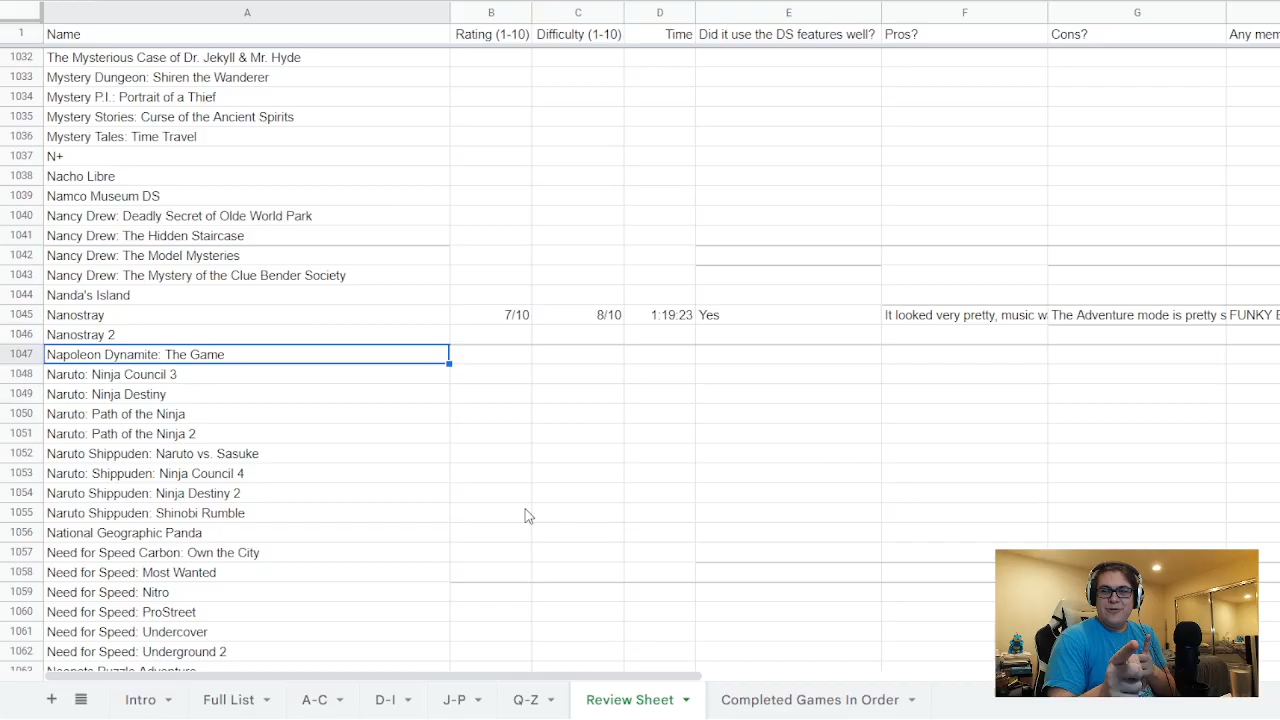 A B C D E F G
1 Name Rating (1-10) Difficulty (1-10) Time Did it use the DS features well? Pros? Cons? Any mem
1032 The Mysterious Case of Dr. Jekyll & Mr. Hyde
1033 Mystery Dungeon: Shiren the Wanderer
1034 Mystery P.I.: Portrait of a Thief
1035 Mystery Stories: Curse of the Ancient Spirits
1036 Mystery Tales: Time Travel
1037 N+
1038 Nacho Libre
1039 Namco Museum DS
1040 Nancy Drew: Deadly Secret of Olde World Park
1041 Nancy Drew: The Hidden Staircase
1042 Nancy Drew: The Model Mysteries
1043 Nancy Drew: The Mystery of the Clue Bender Society
1044 Nanda's Island
1045 Nanostray 7/10 8/10 1:19:23 Yes It looked very pretty, music w The Adventure mode is pretty s FUNKY B
1046 Nanostray 2
1047 Napoleon Dynamite: The Game
1048 Naruto: Ninja Council 3
1049 Naruto: Ninja Destiny
1050 Naruto: Path of the Ninja
1051 Naruto: Path of the Ninja 2
1052 Naruto Shippuden: Naruto vs. Sasuke
1053 Naruto: Shippuden: Ninja Council 4
1054 Naruto Shippuden: Ninja Destiny 2
1055 Naruto Shippuden: Shinobi Rumble
1056 National Geographic Panda
1057 Need for Speed Carbon: Own the City
1058 Need for Speed: Most Wanted
1059 Need for Speed: Nitro
1060 Need for Speed: ProStreet
1061 Need for Speed: Undercover
1062 Need for Speed: Underground 2
1063 Neopets Puzzle Adventure
Intro Full List A-C D-I J-P Q-Z Review Sheet Completed Games In Order